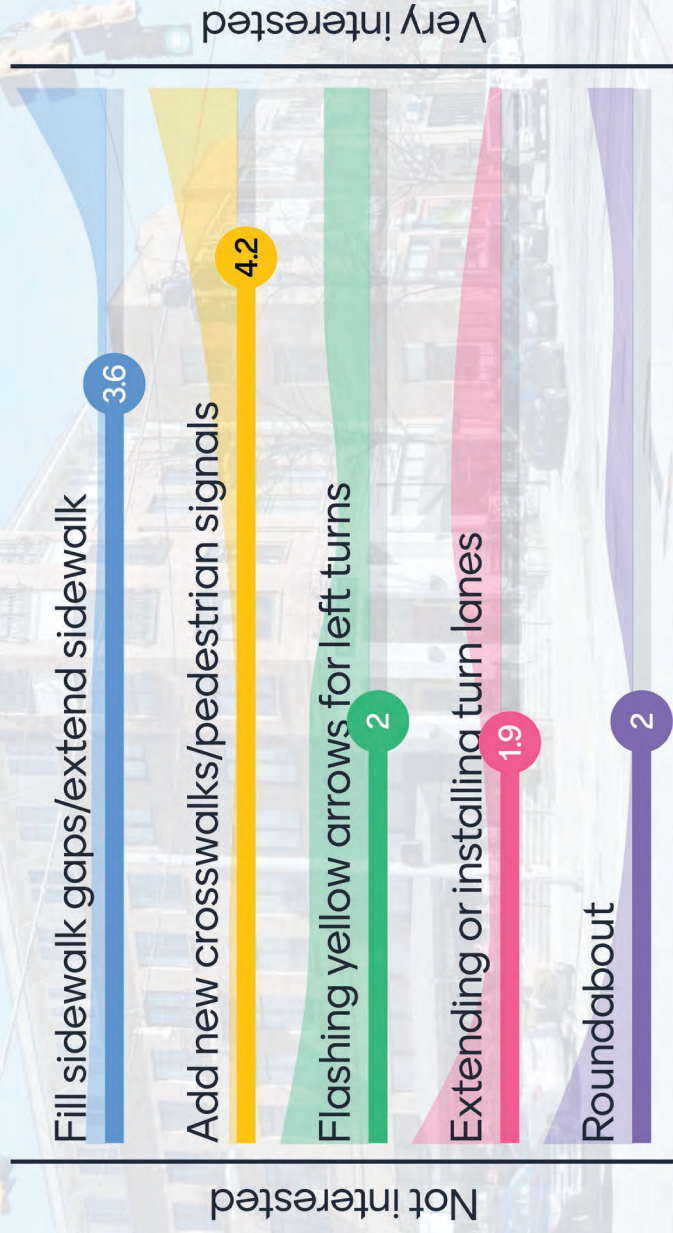 Fill sidewalk gaps/extend sidewalk
3.6
Add new crosswalks/pedestrian signals
4.2
Flashing yellow arrows for left turns
2
Extending or installing turn lanes
1.9
Roundabout
2
Not interested
Very interested